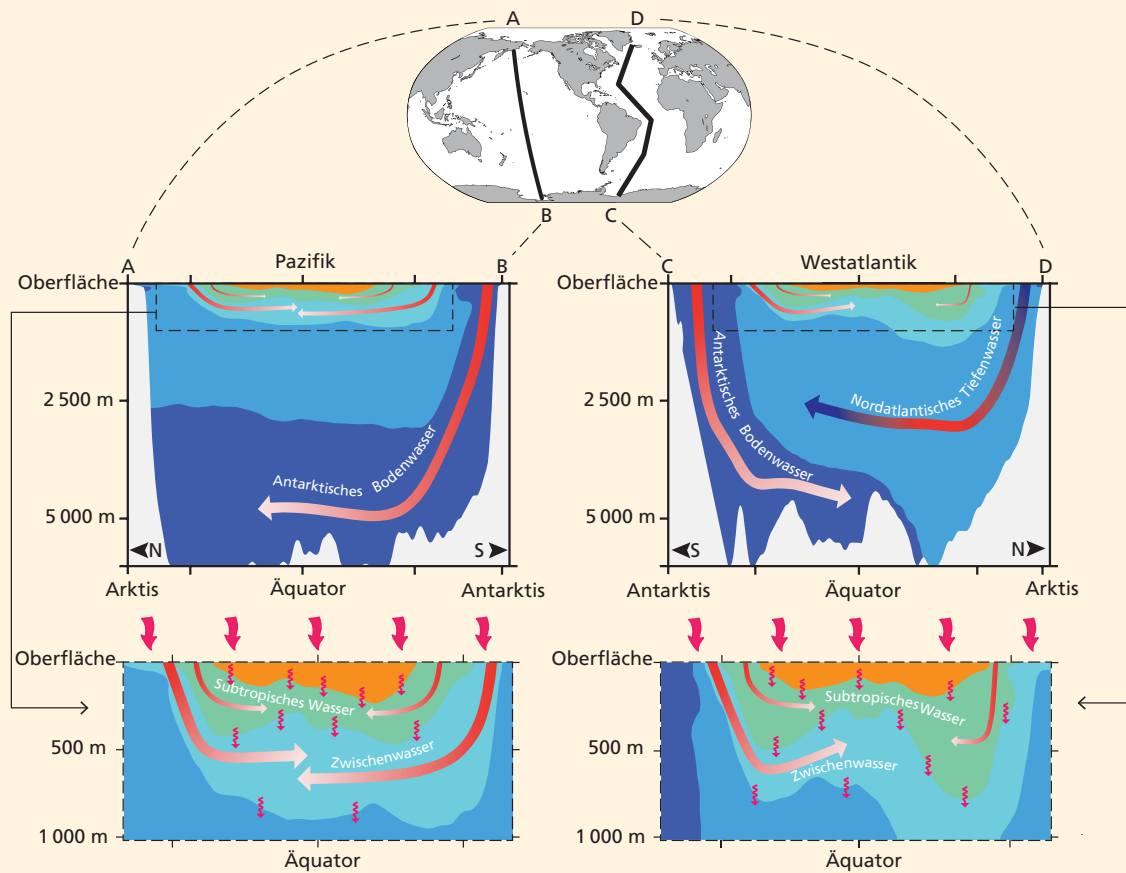 A D
B C
A Pazifik B
Oberfläche
2 500 m
Antarktisches Bodenwasser
5 000 m
N S
Arktis Äquator Antarktis
C Westatlantik D
Oberfläche
2 500 m
Antarktisches Bodenwasser
Nordatlantisches Tiefenwasser
5 000 m
S N
Antarktis Äquator Arktis
Oberfläche
Subtropisches Wasser
500 m
Zwischenwasser
1 000 m
Äquator
Oberfläche
Subtropisches Wasser
500 m
Zwischenwasser
1 000 m
Äquator